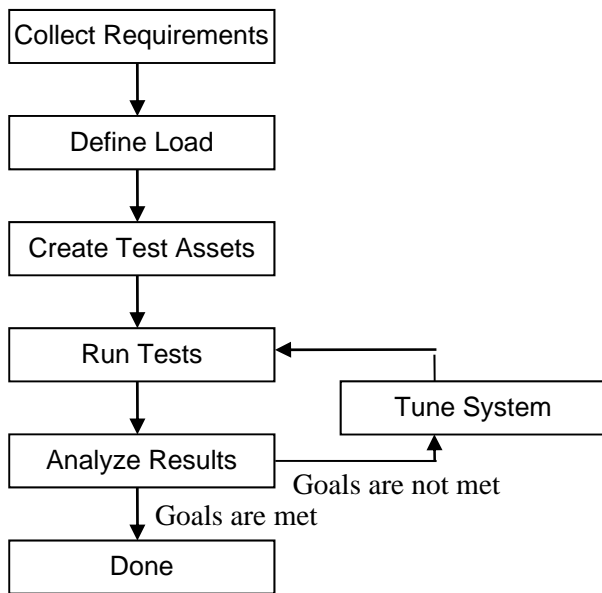 Collect Requirements
Define Load
Create Test Assets
Run Tests
Tune System
Analyze Results
Goals are not met
Goals are met
Done